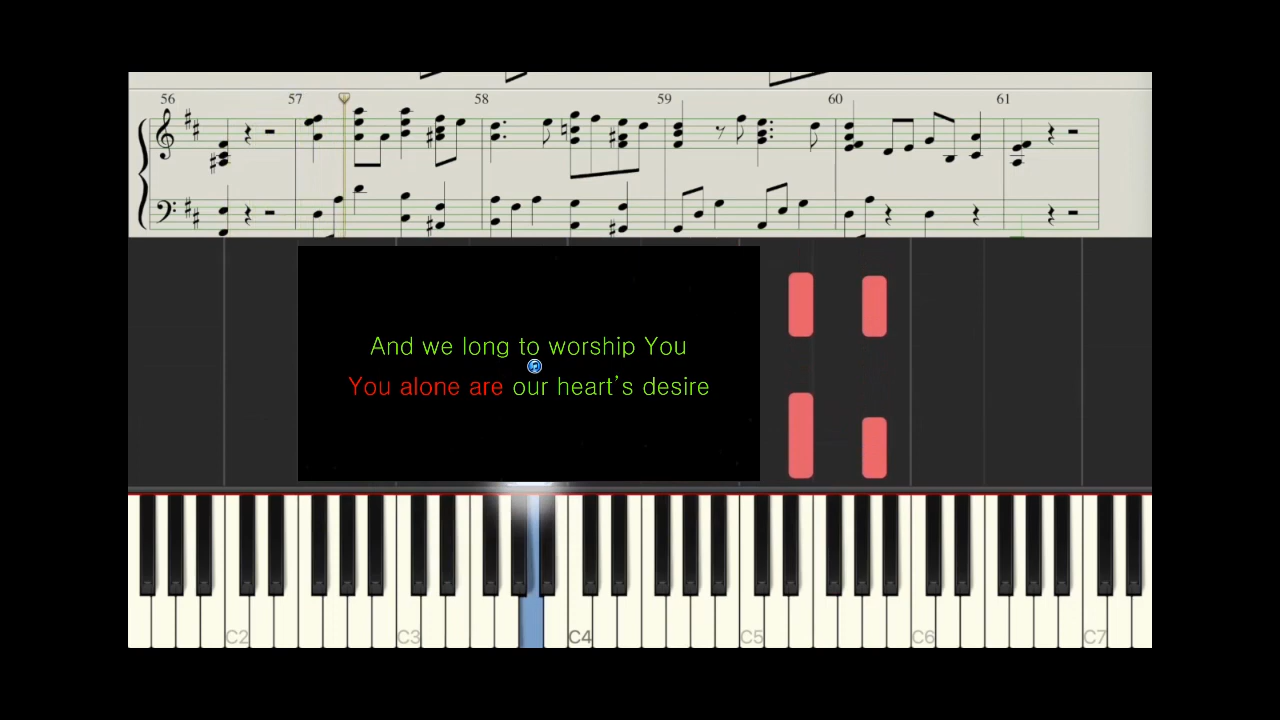 56 57 58 59 60 61
And we long to worship You
You alone are our heart's desire
C2 C3 C4 C5 C6 C7